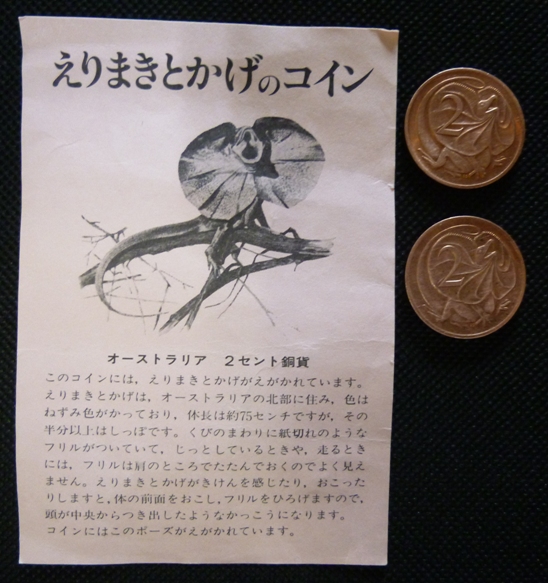 えりまきとかげのコイン
オーストラリア　2セント銅貨
このコインには，えりまきとかげがえがかれています。
えりまきとかげは，オーストラリアの北部に住み，色は
ねずみ色がかっており，体長は約75センチですが，その
半分以上はしっぽです。くびのまわりに紙切れのような
フリルがついていて，じっとしているときや，走るとき
には，フリルは肩のところでたたんでおくのでよく見え
ません。えりまきとかげがきけんを感じたり，おこった
りしますと，体の前面をおこし，フリルをひろげますので，
頭が中央からつき出したようなかっこうになります。
コインにはこのポーズがえがかれています。
2
2